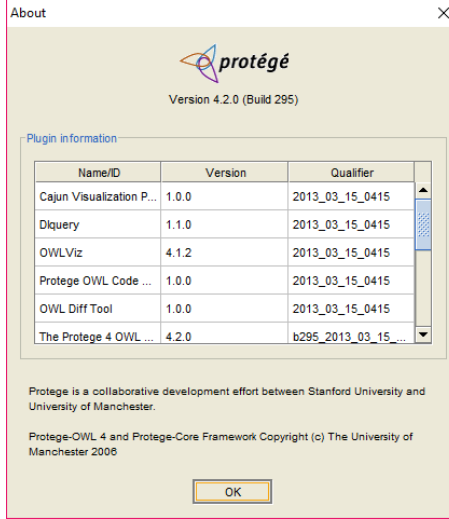 About
protégé
Version 4.2.0 (Build 295)
Plugin information
Name/ID Version Qualifier
Cajun Visualization P... 1.0.0 2013_03_15_0415
Dlquery 1.1.0 2013_03_15_0415
OWLViz 4.1.2 2013_03_15_0415
Protege OWL Code ... 1.0.0 2013_03_15_0415
OWL Diff Tool 1.0.0 2013_03_15_0415
The Protege 4 OWL ... 4.2.0 b295_2013_03_15_...
Protege is a collaborative development effort between Stanford University and
University of Manchester.
Protege-OWL 4 and Protege-Core Framework Copyright (c) The University of
Manchester 2006
OK